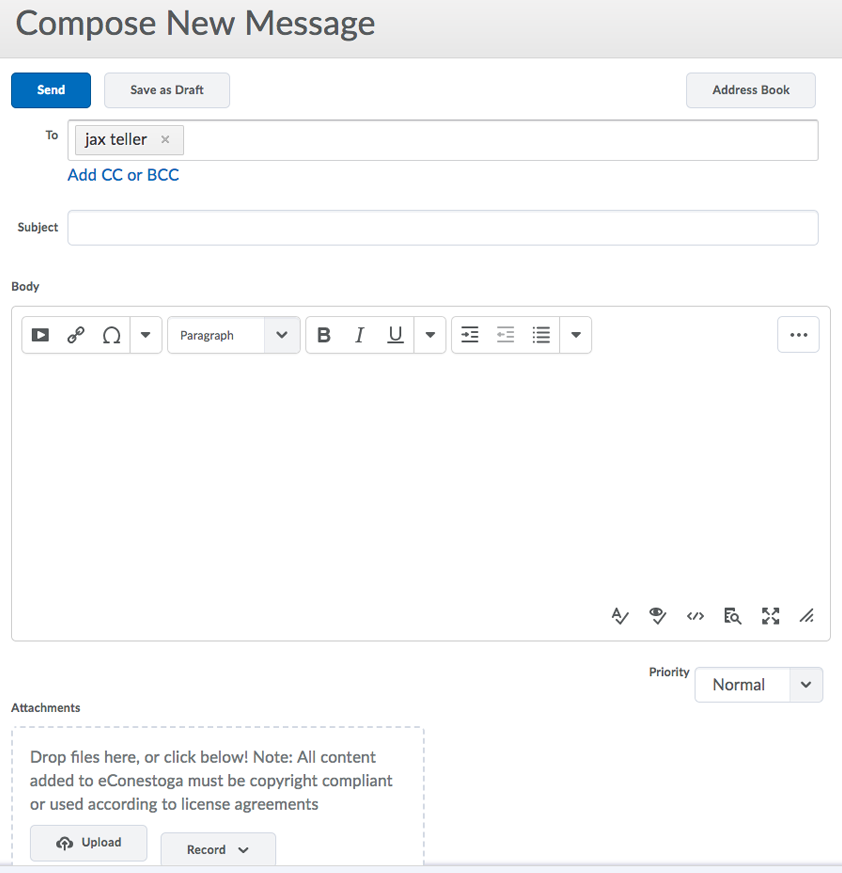 Compose New Message
Send
Save as Draft
Address Book
To
jax teller
Add CC or BCC
Subject
Body
Paragraph
B
I
U
Priority
Normal
Attachments
Drop files here, or click below! Note: All content
added to eConestoga must be copyright compliant
or used according to license agreements
Upload
Record